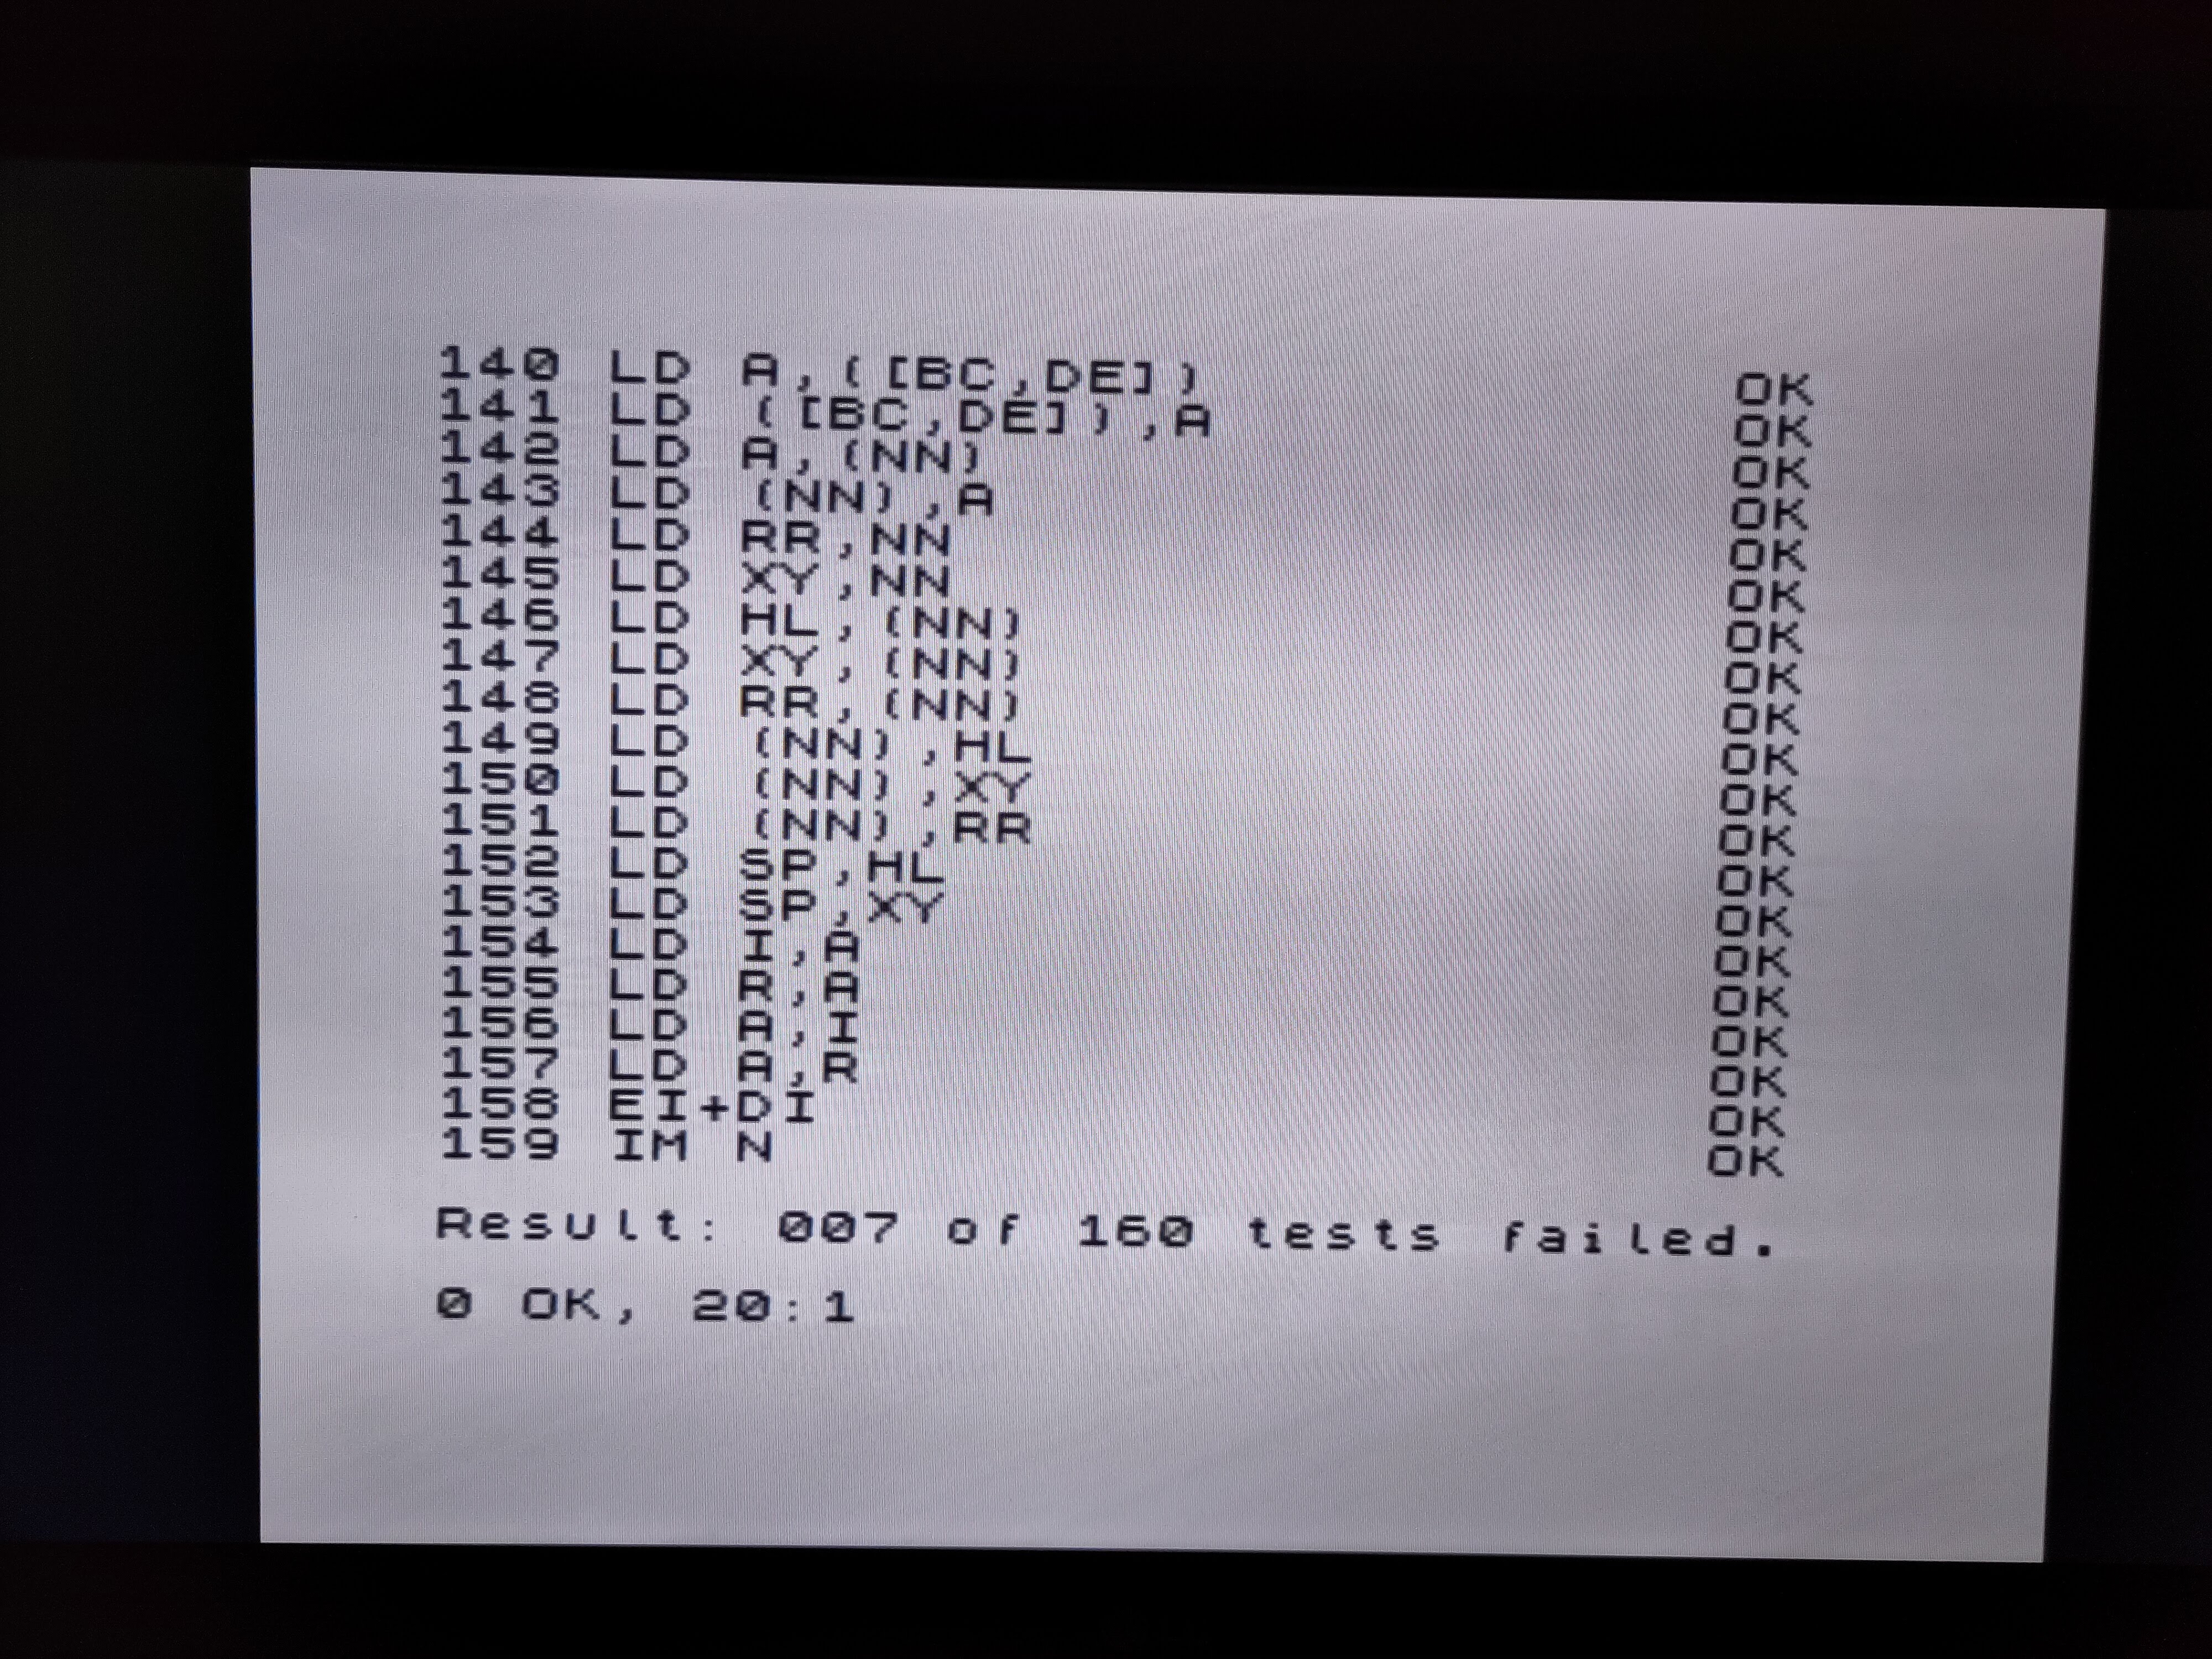 140 LD A,([BC,DE]) OK
141 LD ([BC,DE]),A OK
142 LD A,(NN) OK
143 LD (NN),A OK
144 LD RR,NN OK
145 LD XY,NN OK
146 LD HL,(NN) OK
147 LD XY,(NN) OK
148 LD RR,(NN) OK
149 LD (NN),HL OK
150 LD (NN),XY OK
151 LD (NN),RR OK
152 LD SP,HL OK
153 LD SP,XY OK
154 LD I,A OK
155 LD R,A OK
156 LD A,I OK
157 LD A,R OK
158 EI+DI OK
159 IM N OK
Result: 007 of 160 tests failed.
0 OK, 20:1